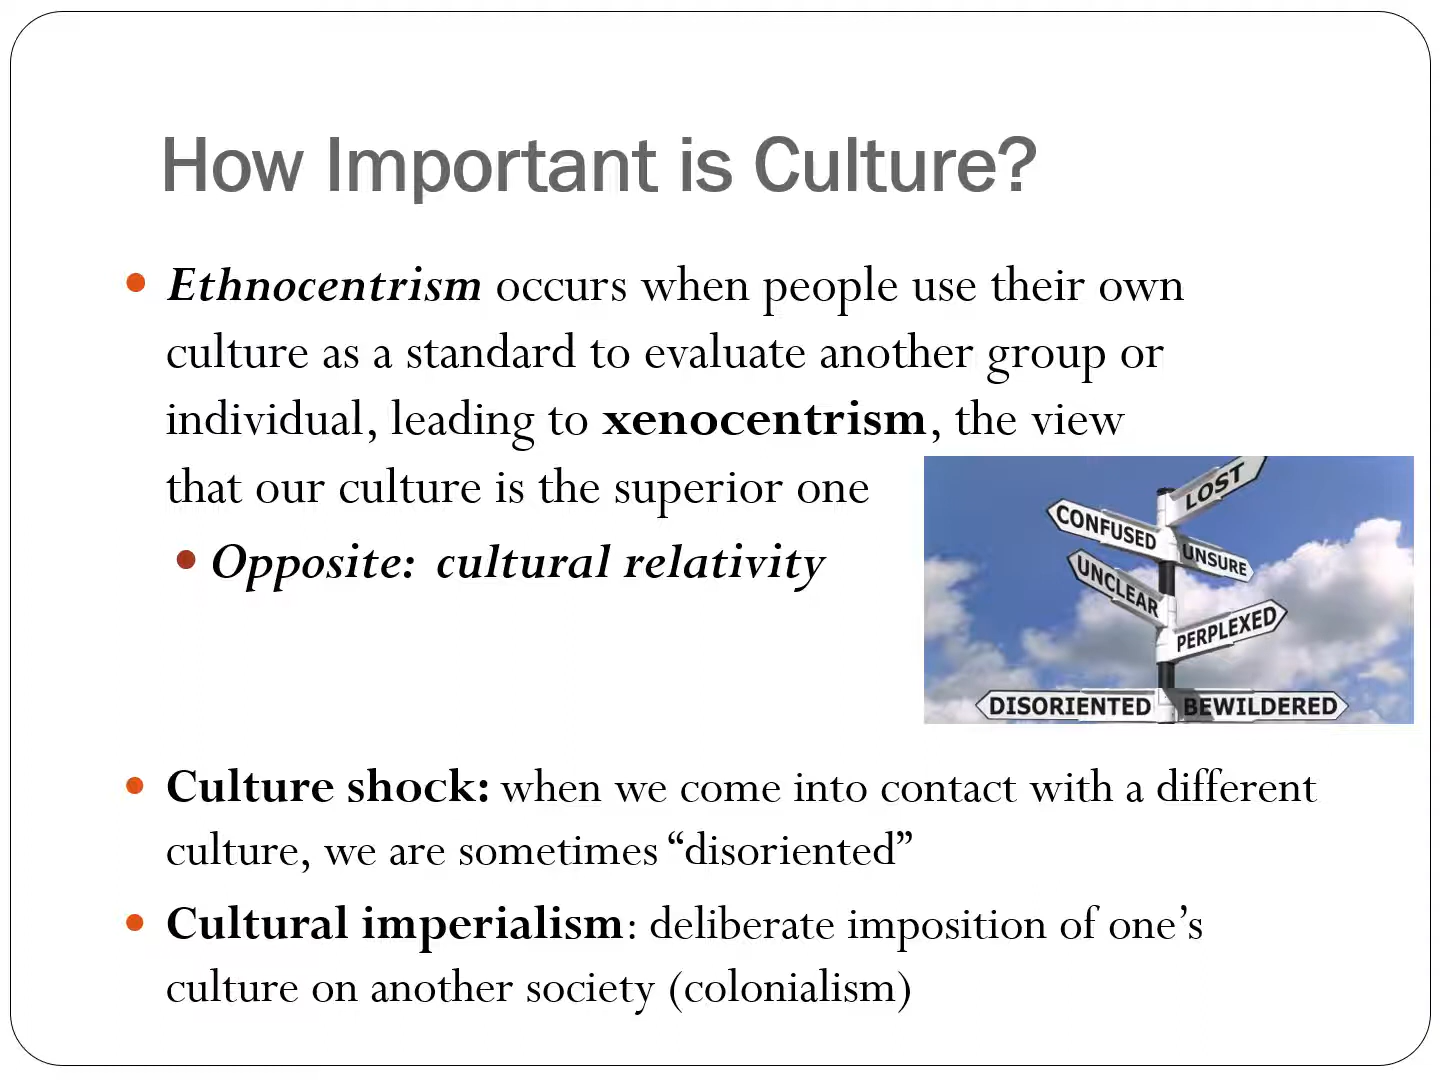 How Important is Culture?
Ethnocentrism occurs when people use their own
culture as a standard to evaluate another group or
individual, leading to xenocentrism, the view
that our culture is the superior one
Opposite: cultural relativity
LOST
CONFUSED
UNSURE
UNCLEAR
PERPLEXED
DISORIENTED
BEWILDERED
Culture shock: when we come into contact with a different
culture, we are sometimes “disoriented”
Cultural imperialism: deliberate imposition of one’s
culture on another society (colonialism)